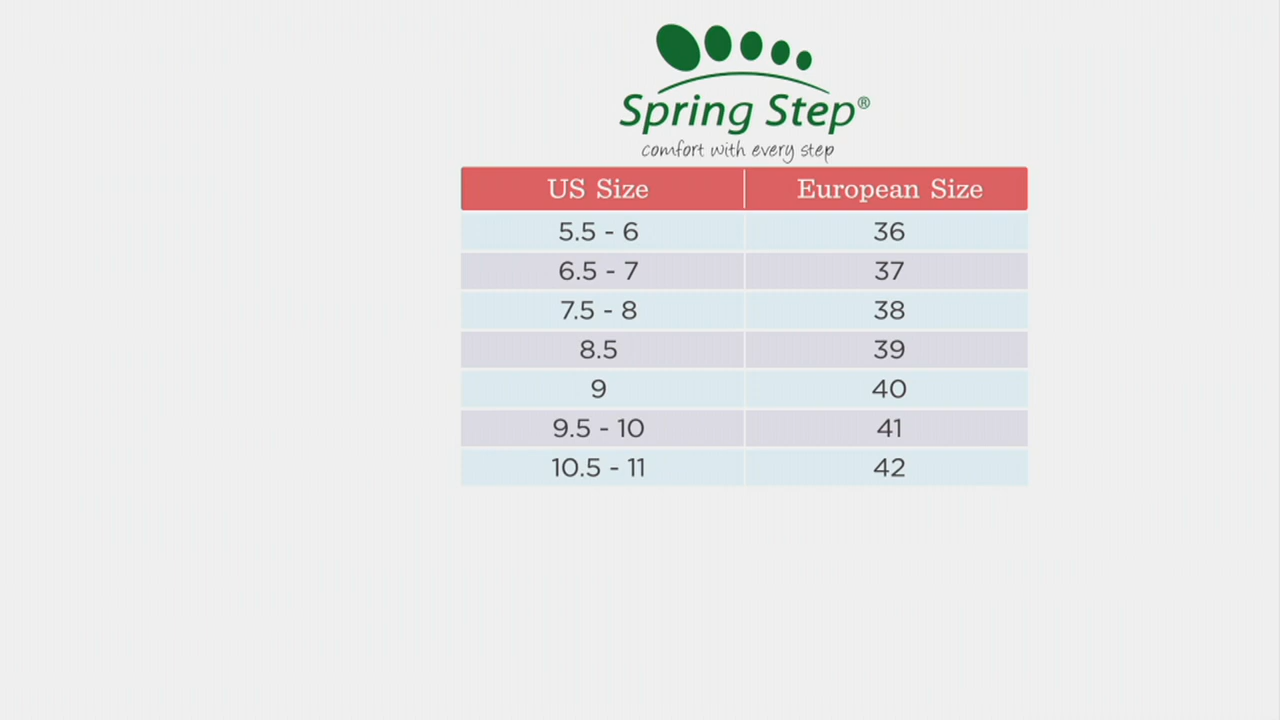 Spring Step®
comfort with every step
US Size European Size
5.5 - 6 36
6.5 - 7 37
7.5 - 8 38
8.5 39
9 40
9.5 - 10 41
10.5 - 11 42